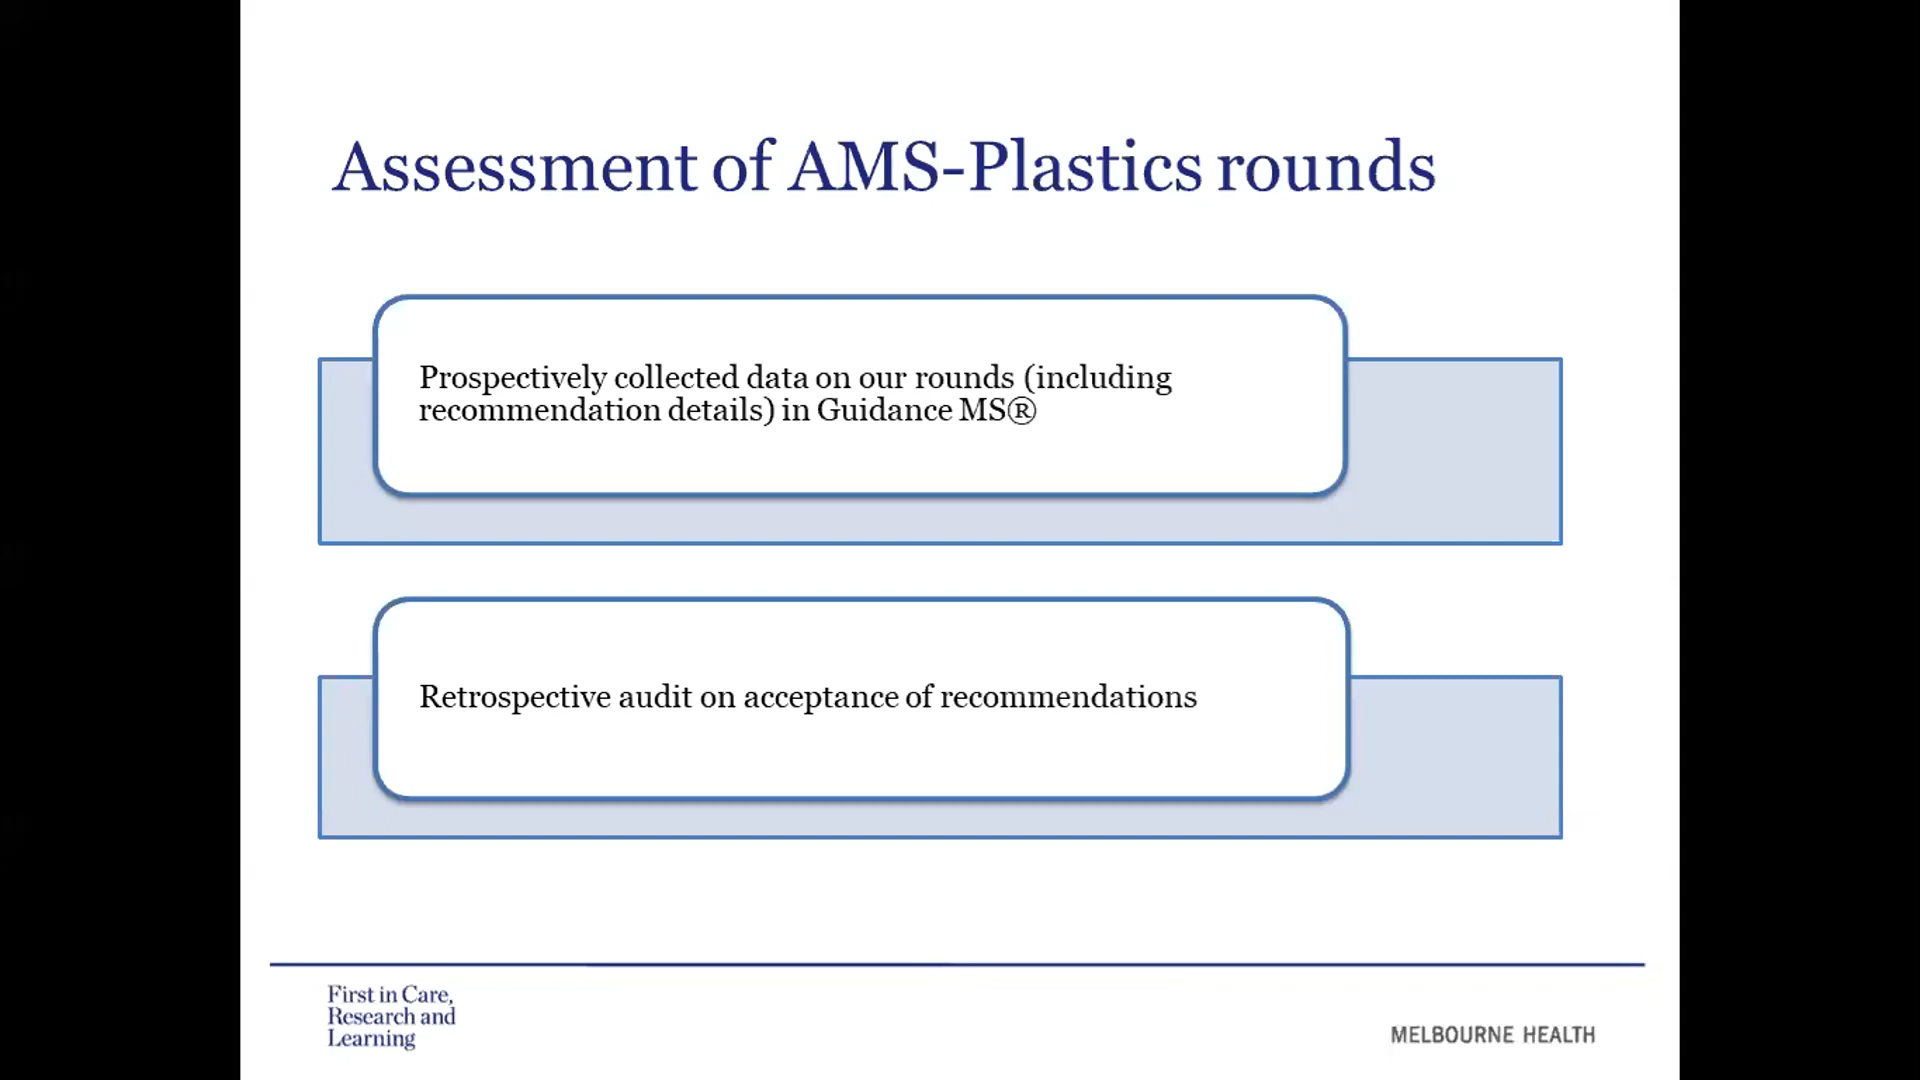 Assessment of AMS-Plastics rounds
Prospectively collected data on our rounds (including
recommendation details) in Guidance MS®
Retrospective audit on acceptance of recommendations
First in Care,
Research and
Learning
MELBOURNE HEALTH